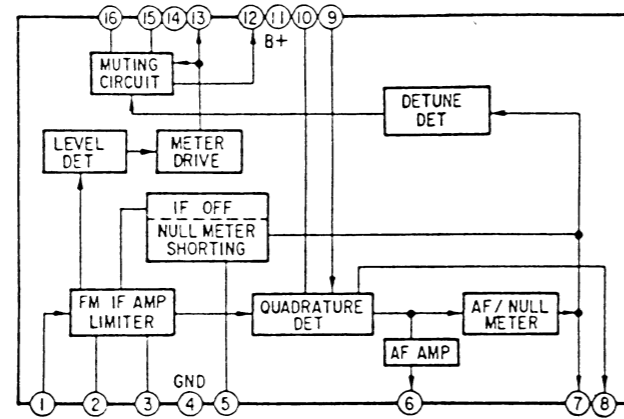 16 15 14 13 12 11 10 9
B+
MUTING
CIRCUIT
DETUNE
DET
LEVEL
DET
METER
DRIVE
IF OFF
NULL METER
SHORTING
FM IF AMP
LIMITER
QUADRATURE
DET
AF/NULL
METER
AF AMP
GND
1 2 3 4 5 6 7 8